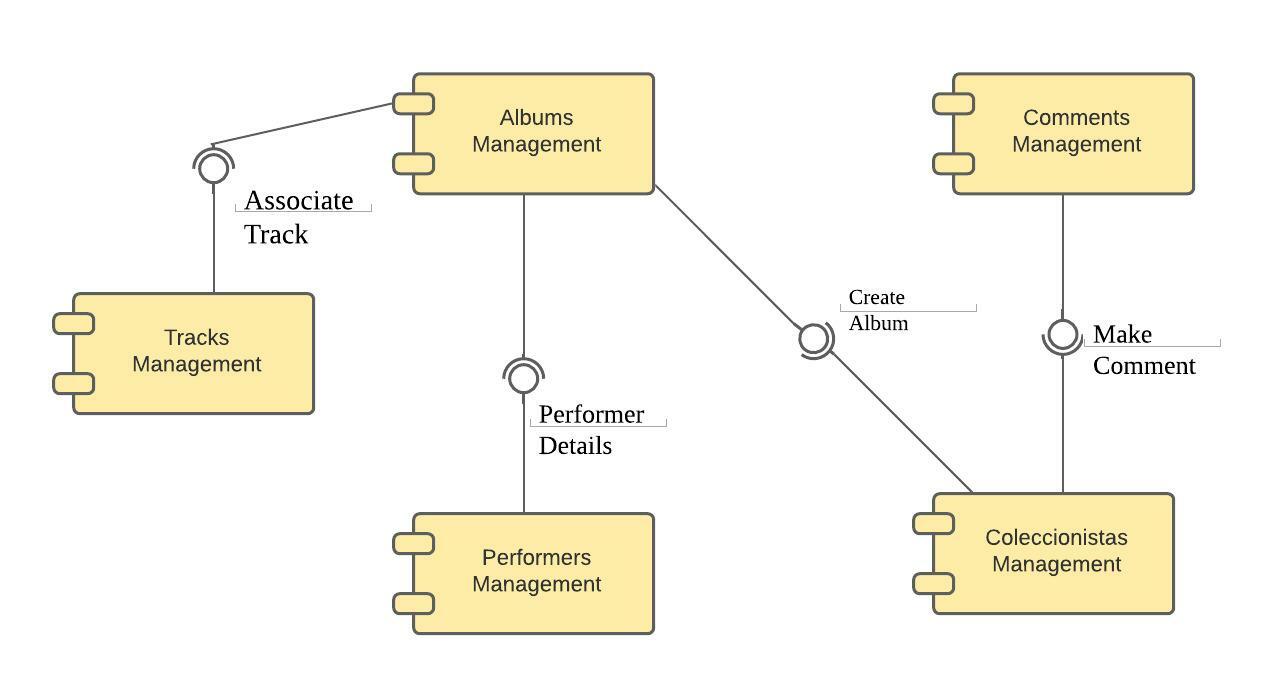 Albums
Management
Comments
Management
Associate
Track
Create
Album
Tracks
Management
Make
Comment
Performer
Details
Performers
Management
Coleccionistas
Management